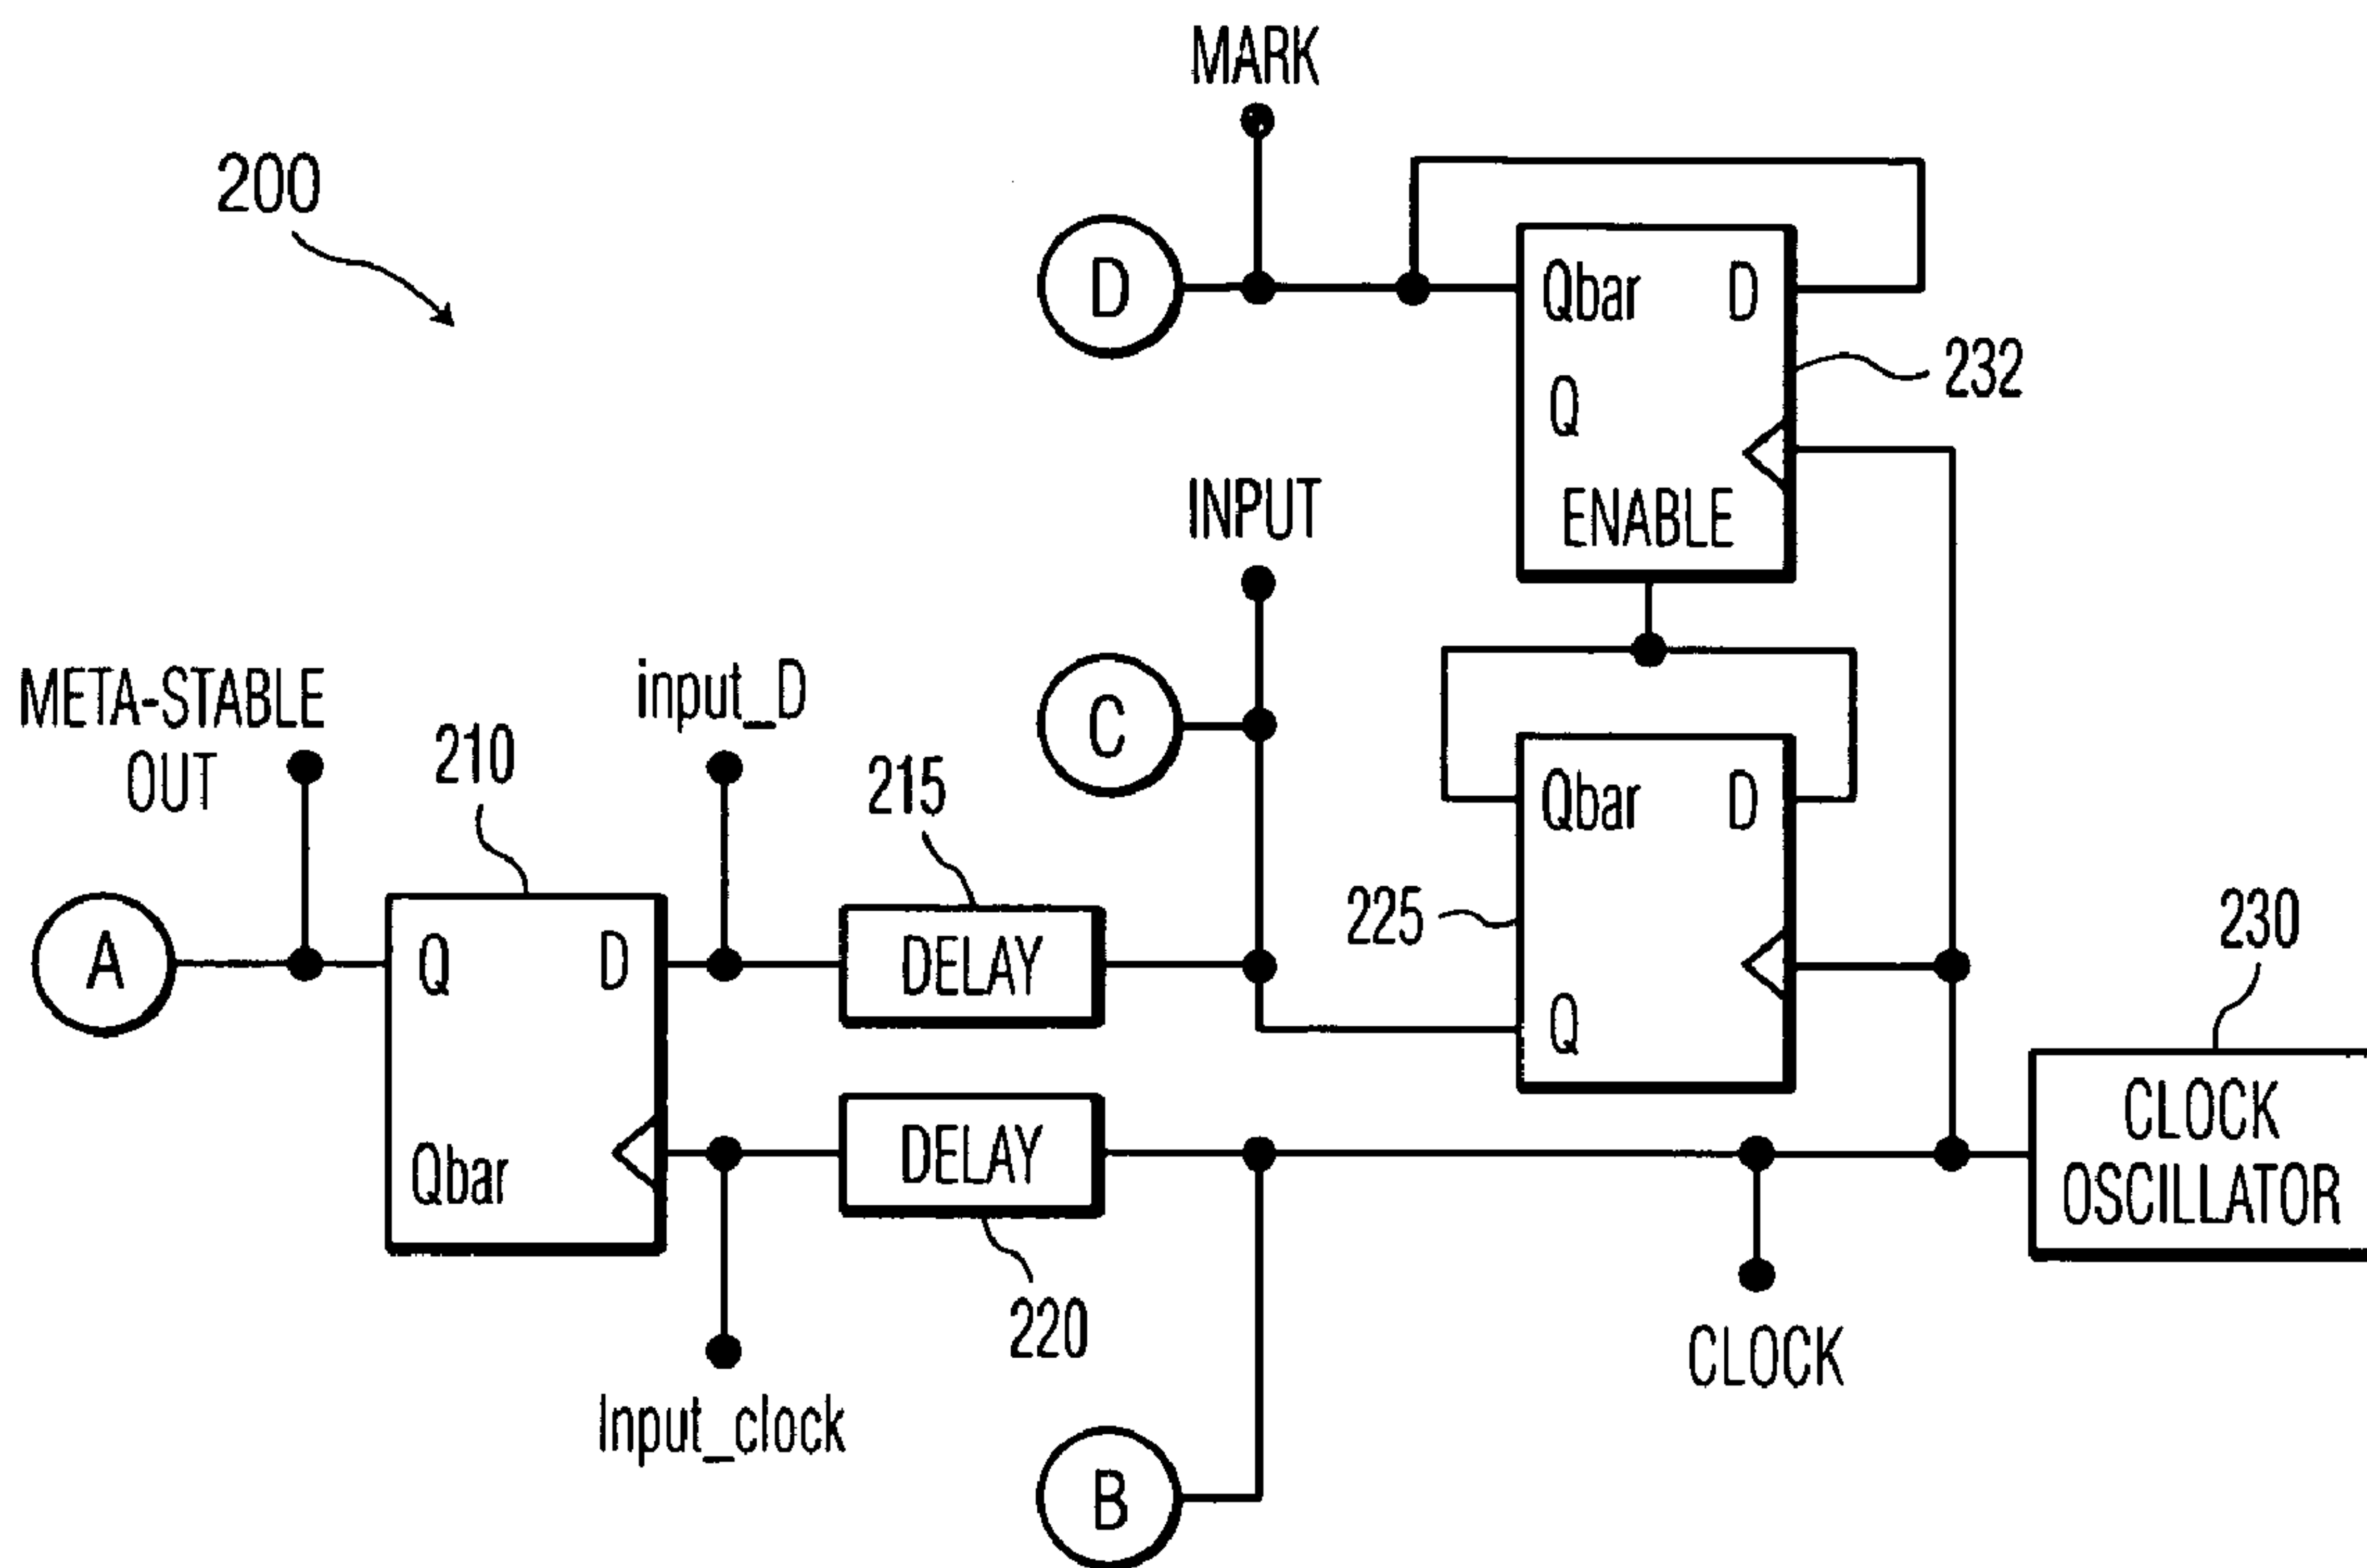 MARK
200
D
Qbar D
232
Q
INPUT
ENABLE
META-STABLE
OUT
input_D
210
C
215
Qbar D
225
230
A
Q D
DELAY
Q
CLOCK
OSCILLATOR
Qbar
DELAY
220
CLOCK
Input_clock
B